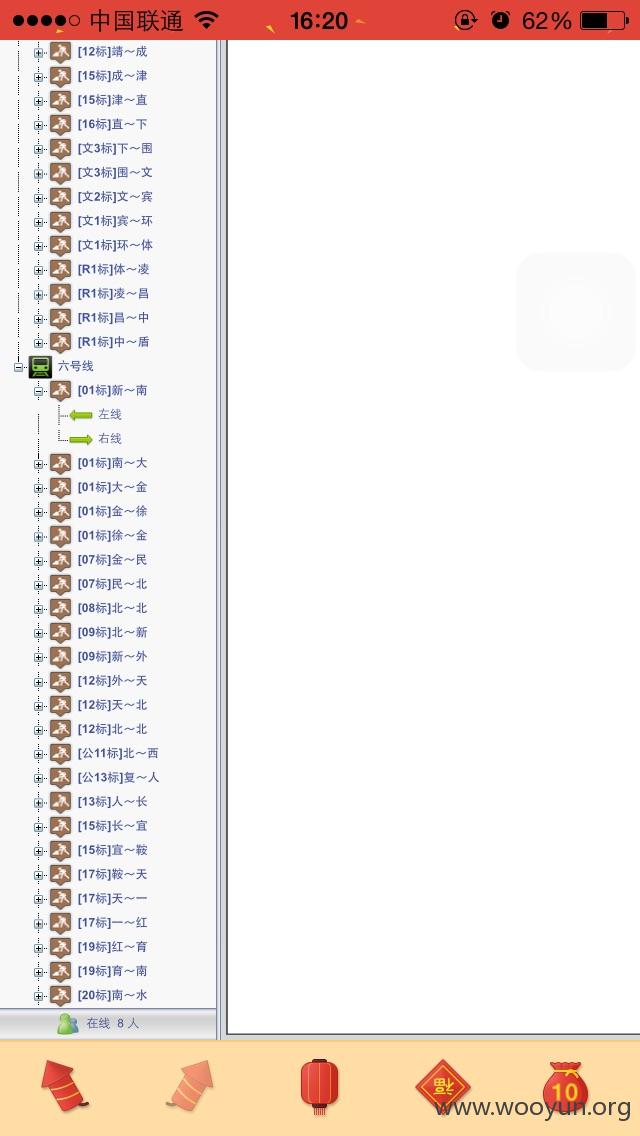 中国联通 16:20 62%
[12标]靖～成
[15标]成～津
[15标]津～直
[16标]直～下
[文3标]下～围
[文3标]围～文
[文2标]文～宾
[文1标]宾～环
[文1标]环～体
[R1标]体～凌
[R1标]凌～昌
[R1标]昌～中
[R1标]中～盾
六号线
[01标]新～南
左线
右线
[01标]南～大
[01标]大～金
[01标]金～徐
[01标]徐～金
[07标]金～民
[07标]民～北
[08标]北～北
[09标]北～新
[09标]新～外
[12标]外～天
[12标]天～北
[12标]北～北
[公11标]北～西
[公13标]复～人
[13标]人～长
[15标]长～宜
[15标]宜～鞍
[17标]鞍～天
[17标]天～一
[17标]一～红
[19标]红～育
[19标]育～南
[20标]南～水
在线 8 人
福
10
www.wooyun.org